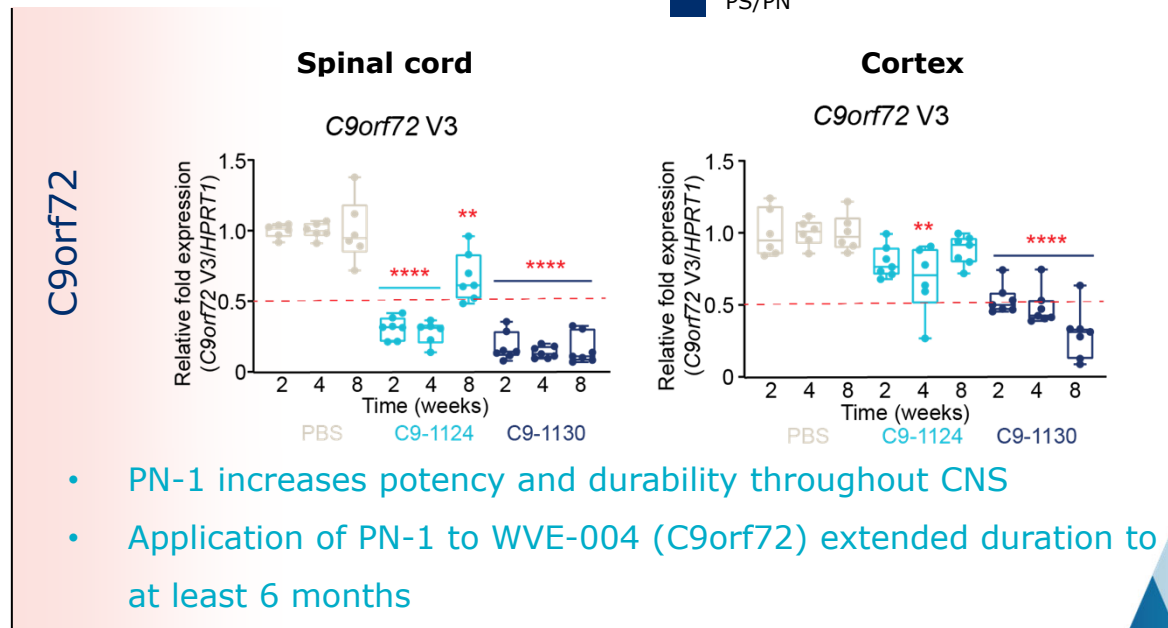 PS/PN
Spinal cord
Cortex
C9orf72
C9orf72 V3
Relative fold expression
(C9orf72 V3/HPRT1)
1.5
1.0
0.5
0
**
****
****
2 4 8 2 4 8 2 4 8
Time (weeks)
PBS C9-1124 C9-1130
C9orf72 V3
Relative fold expression
(C9orf72 V3/HPRT1)
1.5
1.0
0.5
0
**
****
2 4 8 2 4 8 2 4 8
Time (weeks)
PBS C9-1124 C9-1130
• PN-1 increases potency and durability throughout CNS
• Application of PN-1 to WVE-004 (C9orf72) extended duration to
at least 6 months